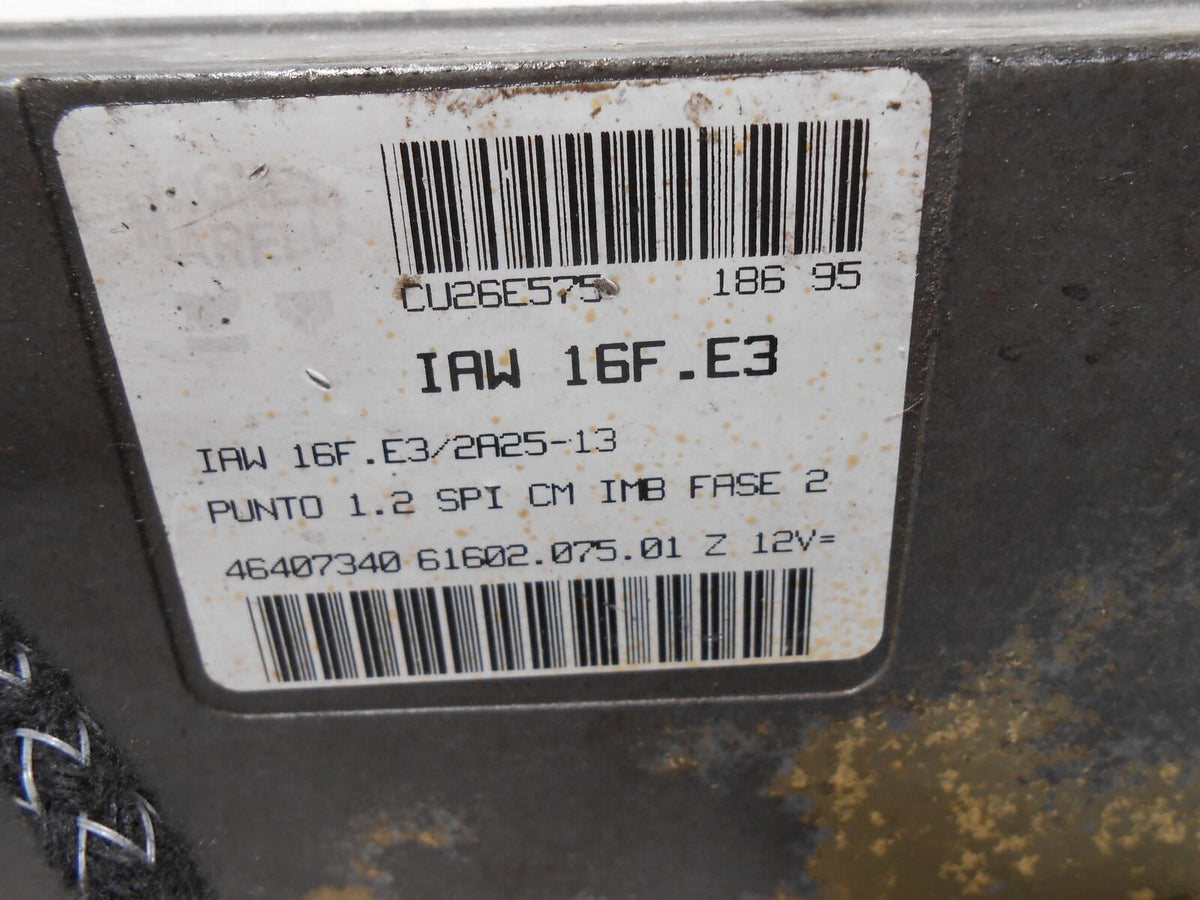 CU26E575 186 95
IAW 16F.E3
IAW 16F.E3/2A25-13
PUNTO 1.2 SPI CM IMB FASE 2
46407340 61602.075.01 Z 12V=